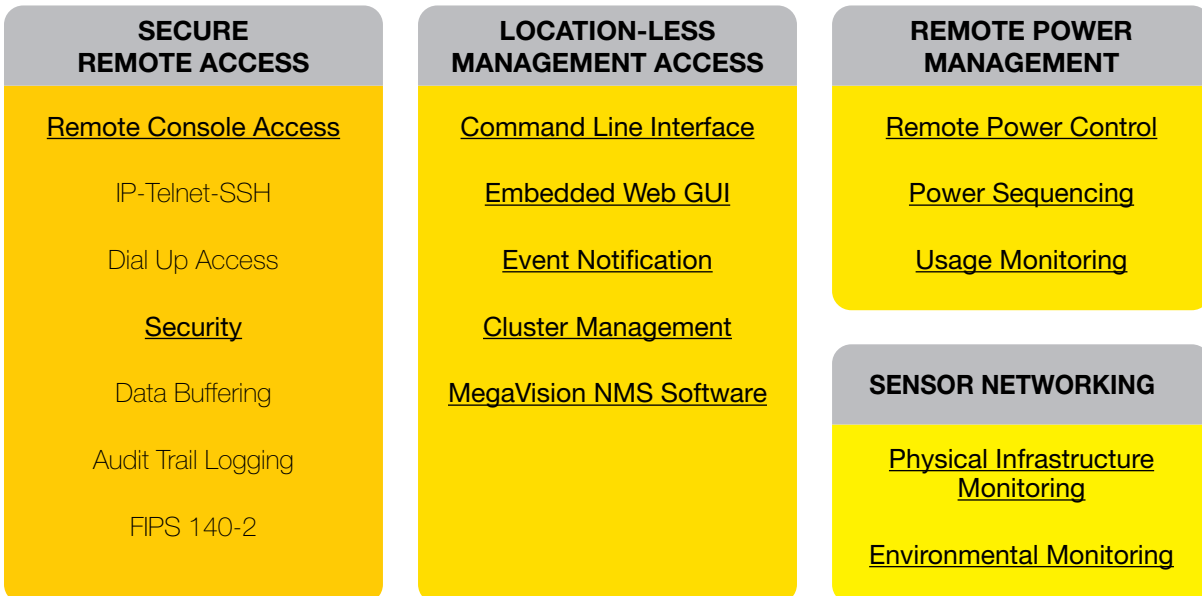 SECURE
REMOTE ACCESS
Remote Console Access
IP-Telnet-SSH
Dial Up Access
Security
Data Buffering
Audit Trail Logging
FIPS 140-2
LOCATION-LESS
MANAGEMENT ACCESS
Command Line Interface
Embedded Web GUI
Event Notification
Cluster Management
MegaVision NMS Software
REMOTE POWER
MANAGEMENT
Remote Power Control
Power Sequencing
Usage Monitoring
SENSOR NETWORKING
Physical Infrastructure
Monitoring
Environmental Monitoring